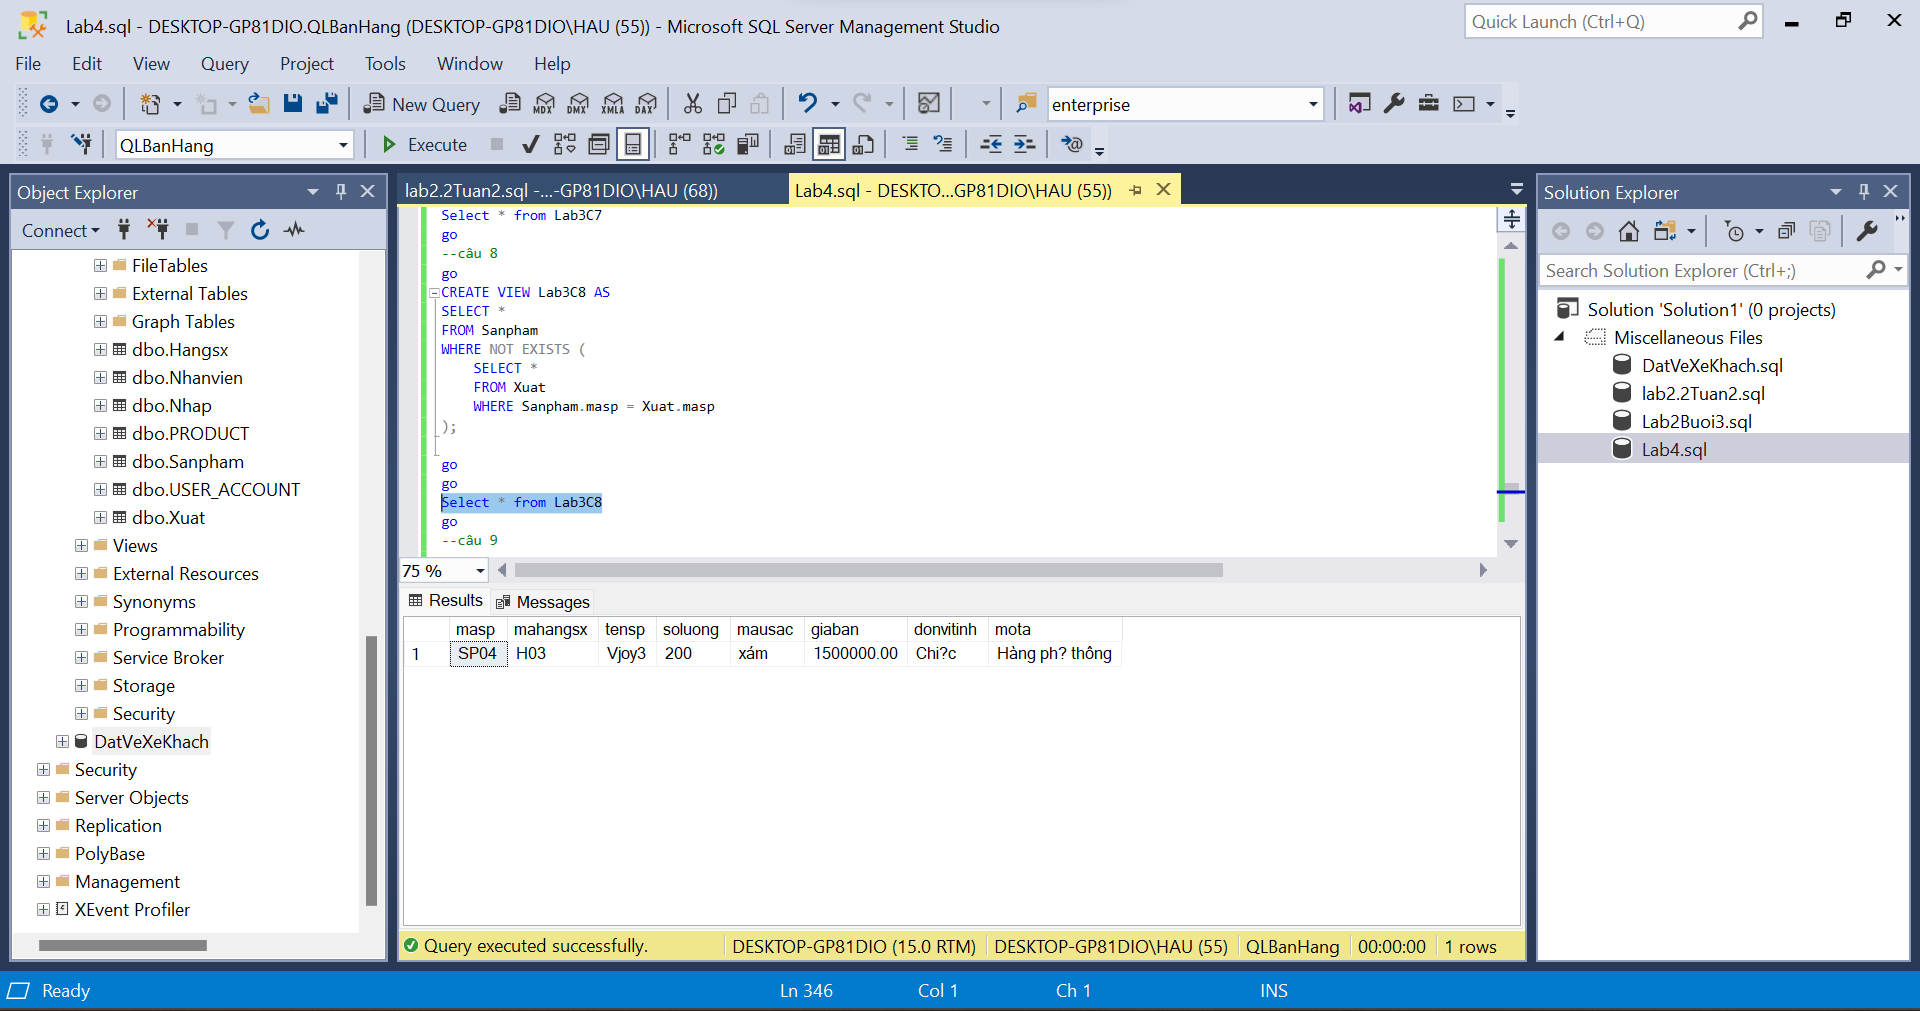 Lab4.sql - DESKTOP-GP81DIO.QLBanHang (DESKTOP-GP81DIO\HAU (55)) - Microsoft SQL Server Management Studio
Quick Launch (Ctrl+Q)
File Edit View Query Project Tools Window Help
New Query MDX DMX XMLA DAX enterprise
QLBanHang Execute
Object Explorer
Connect
FileTables
External Tables
Graph Tables
dbo.Hangsx
dbo.Nhanvien
dbo.Nhap
dbo.PRODUCT
dbo.Sanpham
dbo.USER_ACCOUNT
dbo.Xuat
Views
External Resources
Synonyms
Programmability
Service Broker
Storage
Security
DatVeXeKhach
Security
Server Objects
Replication
PolyBase
Management
XEvent Profiler
lab2.2Tuan2.sql -...-GP81DIO\HAU (68))
Lab4.sql - DESKTO...GP81DIO\HAU (55))
Select * from Lab3C7
go
--câu 8
go
CREATE VIEW Lab3C8 AS
SELECT *
FROM Sanpham
WHERE NOT EXISTS (
SELECT *
FROM Xuat
WHERE Sanpham.masp = Xuat.masp
);
go
go
Select * from Lab3C8
go
--câu 9
75 %
Results Messages
masp mahangsx tensp soluong mausac giaban donvitinh mota
1 SP04 H03 Vjoy3 200 xám 1500000.00 Chi?c Hàng ph? thông
Query executed successfully. DESKTOP-GP81DIO (15.0 RTM) DESKTOP-GP81DIO\HAU (55) QLBanHang 00:00:00 1 rows
Solution Explorer
Search Solution Explorer (Ctrl+;)
Solution 'Solution1' (0 projects)
Miscellaneous Files
DatVeXeKhach.sql
lab2.2Tuan2.sql
Lab2Buoi3.sql
Lab4.sql
Ready Ln 346 Col 1 Ch 1 INS